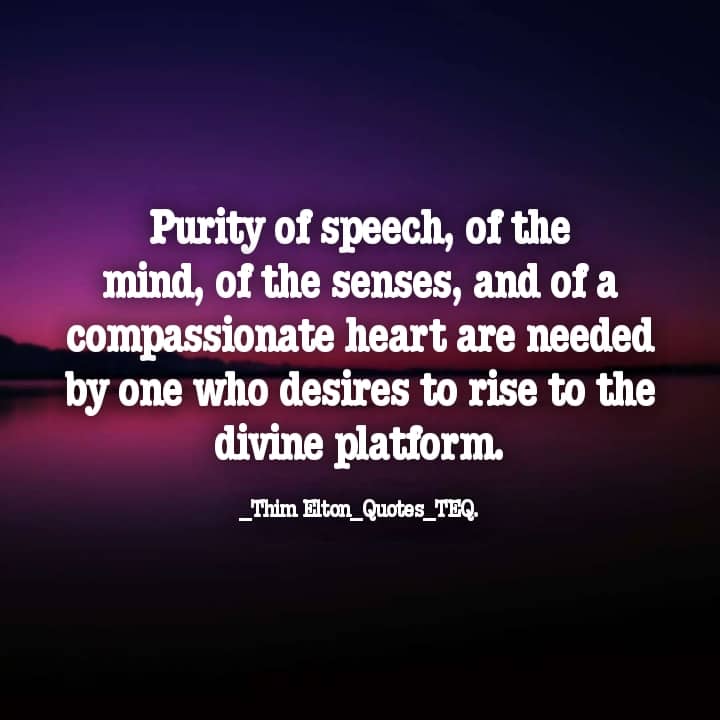 Purity of speech, of the
mind, of the senses, and of a
compassionate heart are needed
by one who desires to rise to the
divine platform.
_Thim Elton_Quotes_TEQ.